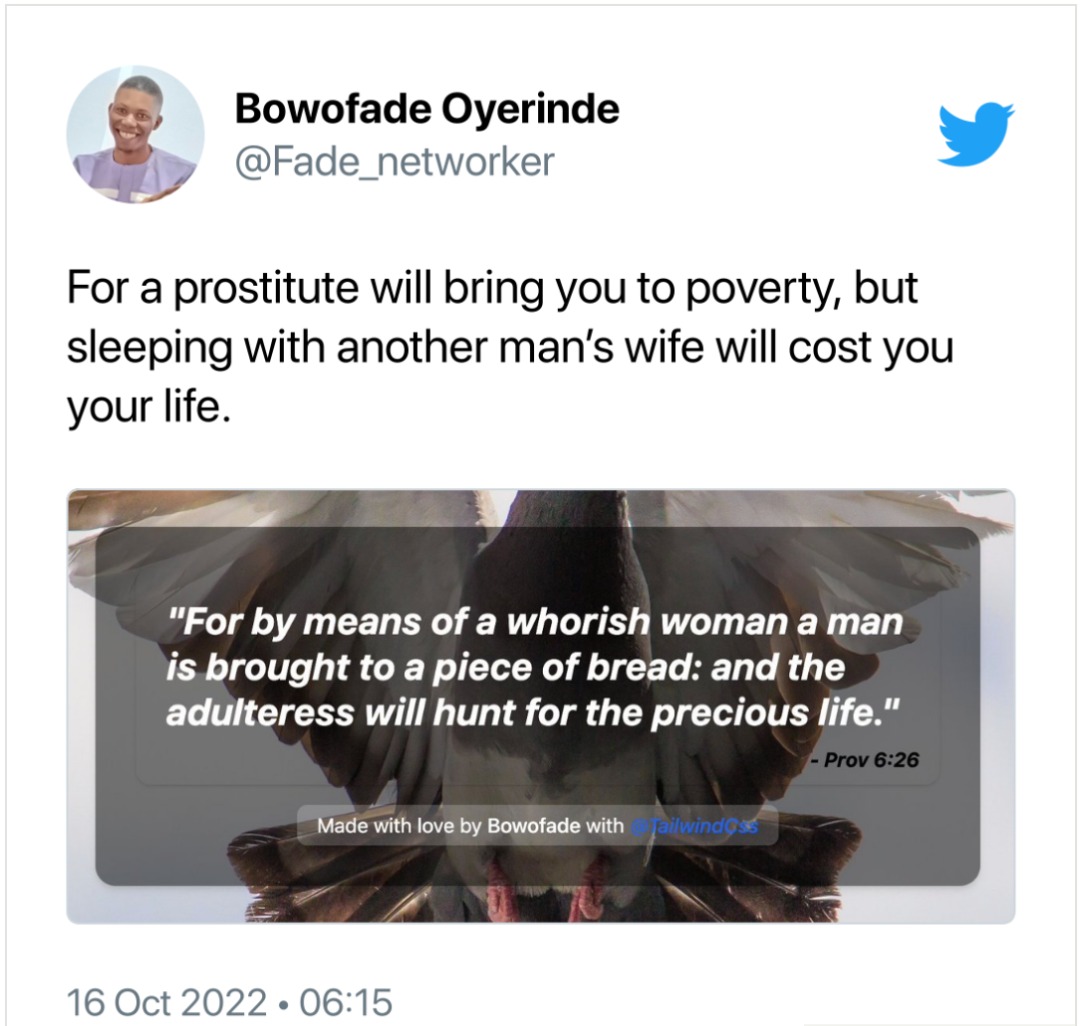 Bowofade Oyerinde
@Fade_networker
For a prostitute will bring you to poverty, but
sleeping with another man’s wife will cost you
your life.
"For by means of a whorish woman a man
is brought to a piece of bread: and the
adulteress will hunt for the precious life."
- Prov 6:26
Made with love by Bowofade with @TailwindCss
16 Oct 2022 • 06:15